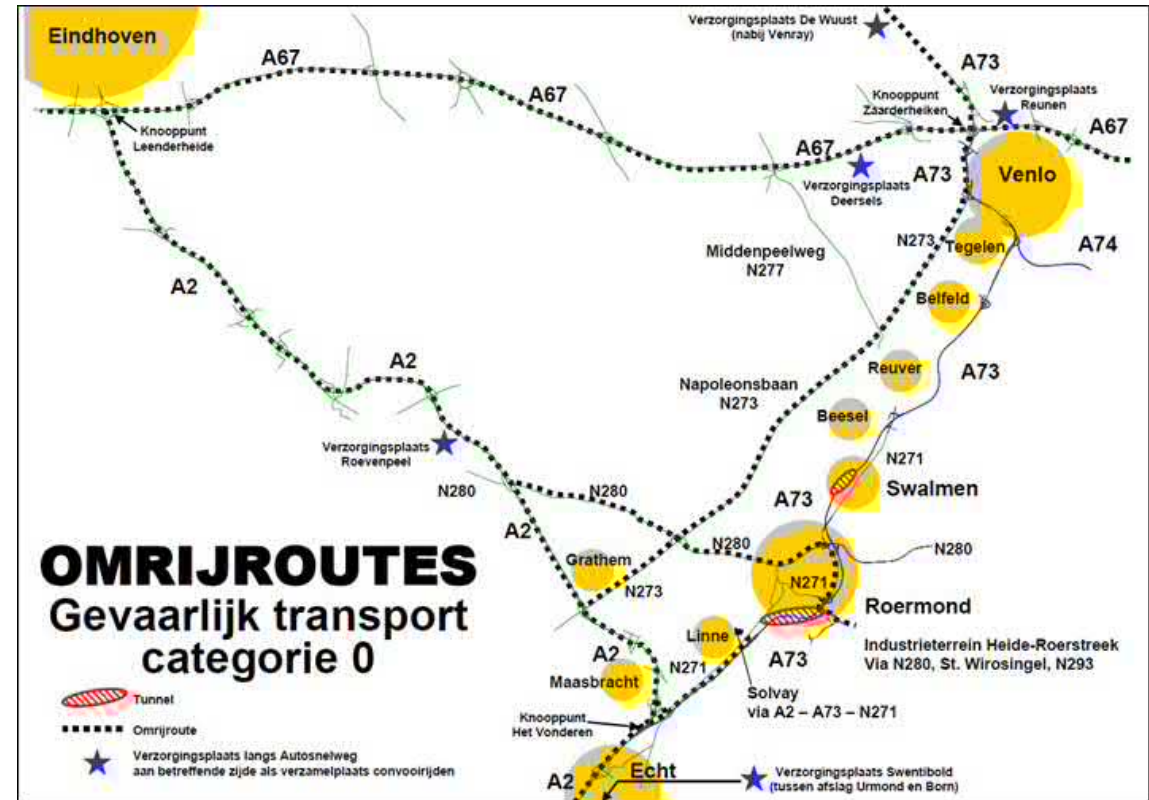 Eindhoven
Verzorgingsplaats De Wuust
(nabij Venray)
A67
A73
Verzorgingsplaats
Reunen
Knooppunt
Zaarderheiken
A67
A67
Knooppunt
Leenderheide
A67
A73
Venlo
Verzorgingsplaats
Deersels
N273
Tegelen
A74
Middenpeelweg
N277
A2
Belfeld
A2
Reuver
A73
Napoleonsbaan
N273
Beesel
Verzorgingsplaats
Roevenpeel
N271
N280
N280
A73
Swalmen
A2
N280
N280
OMRIJROUTES
Gevaarlijk transport
categorie 0
Grathem
N273
N271
Roermond
Linne
Industrieterrein Heide-Roerstreek
Via N280, St. Wirosingel, N293
A2
N271
A73
Maasbracht
Solvay
via A2 – A73 – N271
Tunnel
Knooppunt
Het Vonderen
Omrijroute
Verzorgingsplaats langs Autosnelweg
aan betreffende zijde als verzamelplaats convooirijden
A2
Echt
Verzorgingsplaats Swentibold
(tussen afslag Urmond en Born)